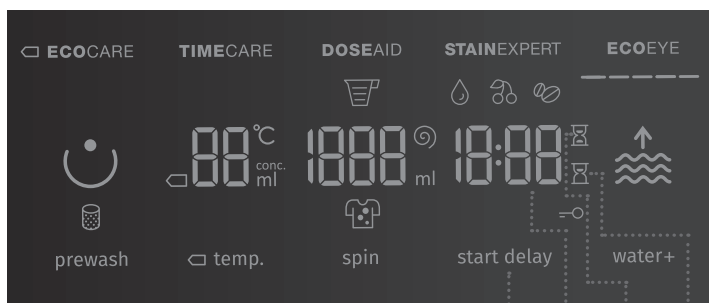 ECOCARE TIMECARE DOSEAID STAINEXPERT ECOEYE
88 °C conc. ml 1888 ml 18:88
prewash temp. spin start delay water+